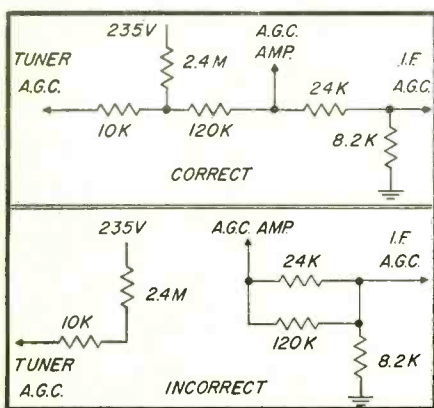 235V
A.G.C.
AMP.
TUNER
A.G.C.
2.4M
24K
I.F.
A.G.C.
10K
120K
8.2K
CORRECT
235V
A.G.C. AMP.
I.F.
A.G.C.
24K
2.4M
10K
120K
TUNER
A.G.C.
8.2K
INCORRECT